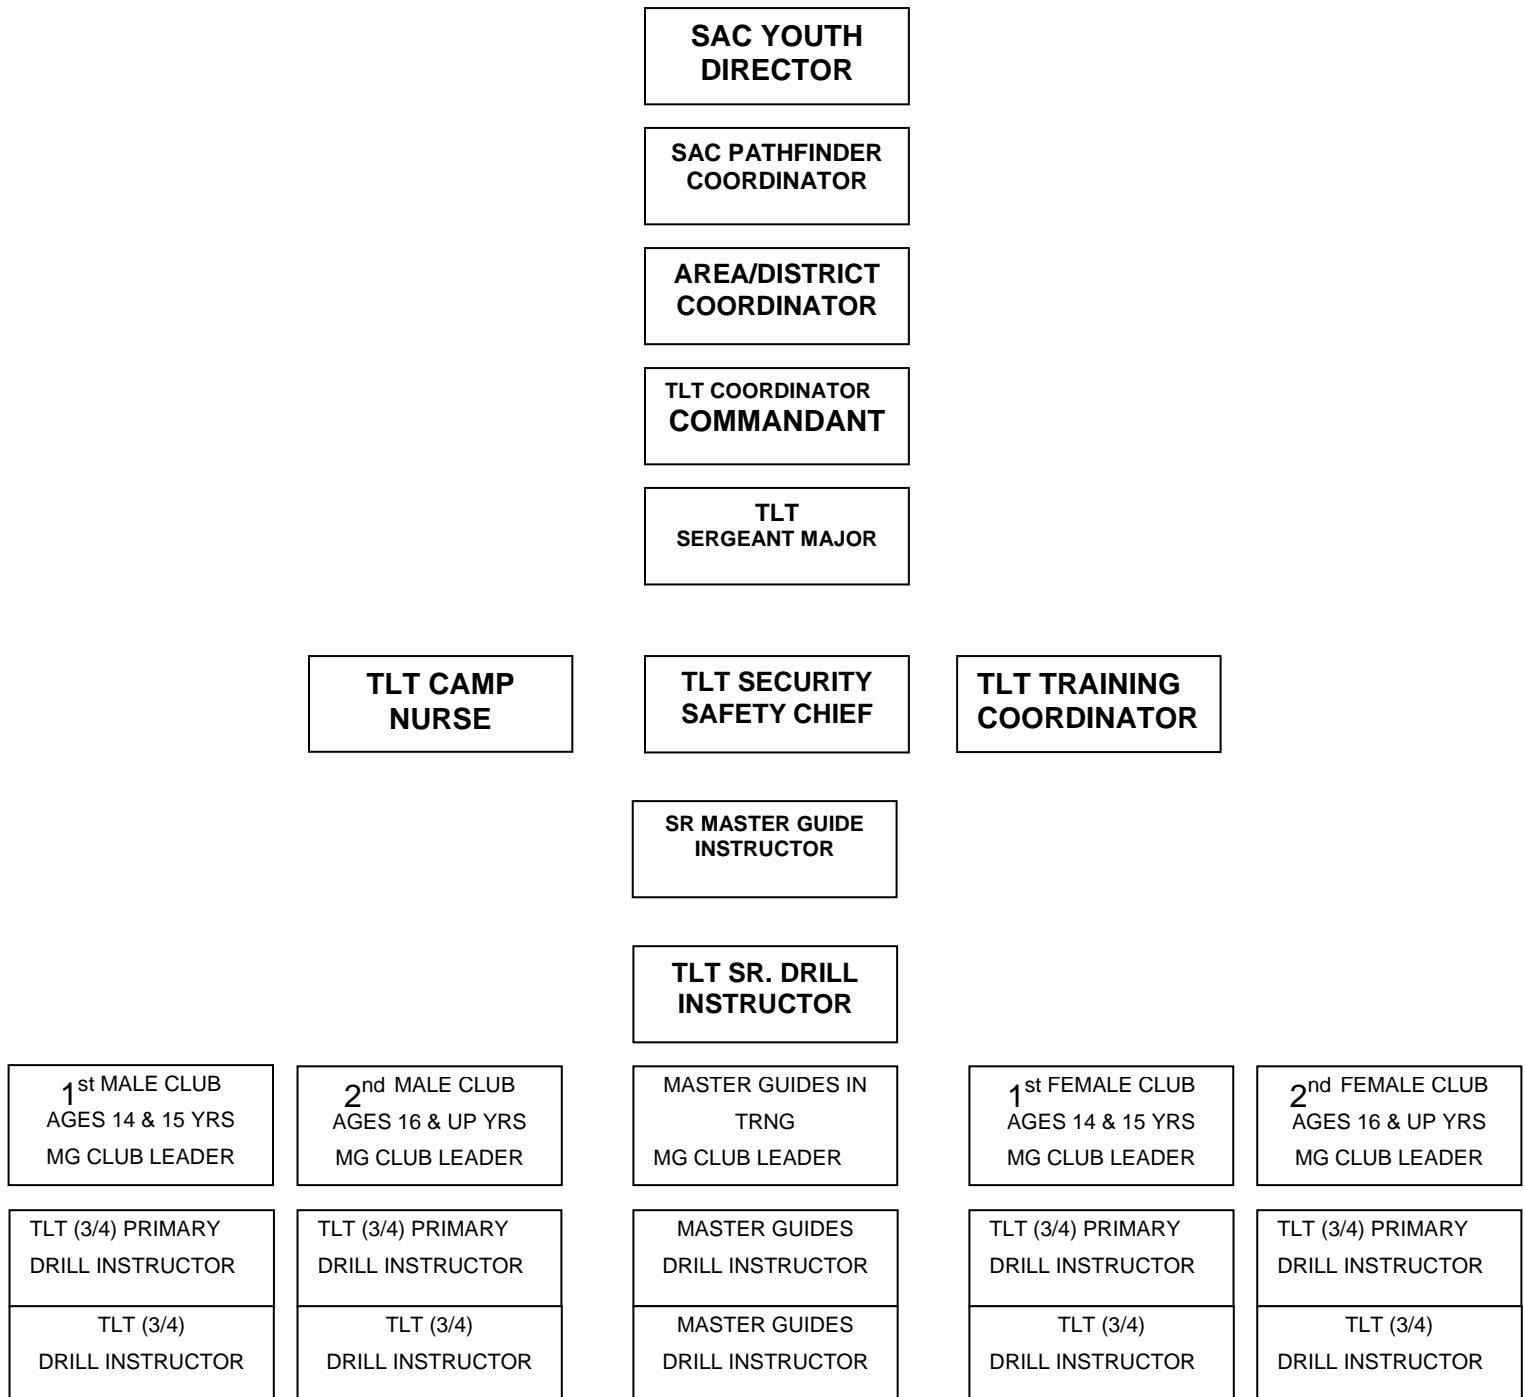 SAC YOUTH
DIRECTOR
SAC PATHFINDER
COORDINATOR
AREA/DISTRICT
COORDINATOR
TLT COORDINATOR
COMMANDANT
TLT
SERGEANT MAJOR
TLT CAMP
NURSE
TLT SECURITY
SAFETY CHIEF
TLT TRAINING
COORDINATOR
SR MASTER GUIDE
INSTRUCTOR
TLT SR. DRILL
INSTRUCTOR
1st MALE CLUB
AGES 14 & 15 YRS
MG CLUB LEADER
2nd MALE CLUB
AGES 16 & UP YRS
MG CLUB LEADER
MASTER GUIDES IN
TRNG
MG CLUB LEADER
1st FEMALE CLUB
AGES 14 & 15 YRS
MG CLUB LEADER
2nd FEMALE CLUB
AGES 16 & UP YRS
MG CLUB LEADER
TLT (3/4) PRIMARY
DRILL INSTRUCTOR
TLT (3/4) PRIMARY
DRILL INSTRUCTOR
MASTER GUIDES
DRILL INSTRUCTOR
TLT (3/4) PRIMARY
DRILL INSTRUCTOR
TLT (3/4) PRIMARY
DRILL INSTRUCTOR
TLT (3/4)
DRILL INSTRUCTOR
TLT (3/4)
DRILL INSTRUCTOR
MASTER GUIDES
DRILL INSTRUCTOR
TLT (3/4)
DRILL INSTRUCTOR
TLT (3/4)
DRILL INSTRUCTOR